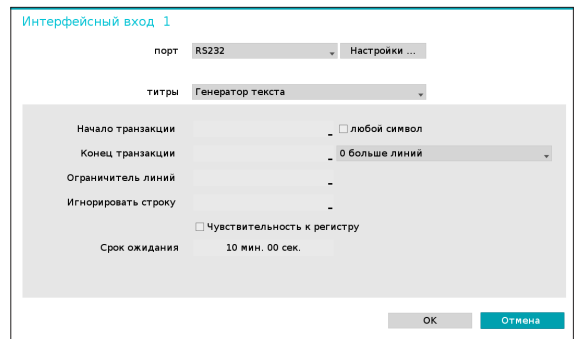 Интерфейсный вход 1
порт RS232 Настройки ...
титры Генератор текста
Начало транзакции любой символ
Конец транзакции 0 больше линий
Ограничитель линий
Игнорировать строку
Чувствительность к регистру
Срок ожидания 10 мин. 00 сек.
OK Отмена